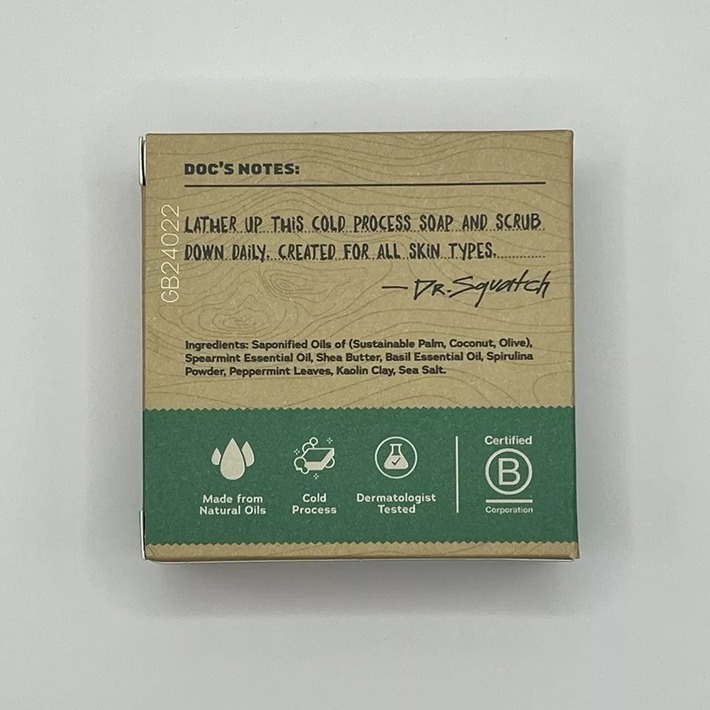 DOC'S NOTES:
LATHER UP THIS COLD PROCESS SOAP AND SCRUB
DOWN DAILY. CREATED FOR ALL SKIN TYPES.
— DR. SQUATCH
GB24022
Ingredients: Saponified Oils of (Sustainable Palm, Coconut, Olive),
Spearmint Essential Oil, Shea Butter, Basil Essential Oil, Spirulina
Powder, Peppermint Leaves, Kaolin Clay, Sea Salt.
Made from
Natural Oils
Cold
Process
Dermatologist
Tested
Certified
B
Corporation